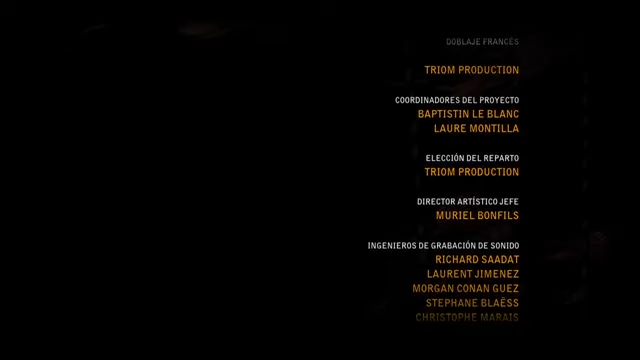 DOBLAJE FRANCÉS
TRIOM PRODUCTION
COORDINADORES DEL PROYECTO
BAPTISTIN LE BLANC
LAURE MONTILLA
ELECCIÓN DEL REPARTO
TRIOM PRODUCTION
DIRECTOR ARTÍSTICO JEFE
MURIEL BONFILS
INGENIEROS DE GRABACIÓN DE SONIDO
RICHARD SAADAT
LAURENT JIMENEZ
MORGAN CONAN GUEZ
STEPHANE BLAËSS
CHRISTOPHE MARAIS